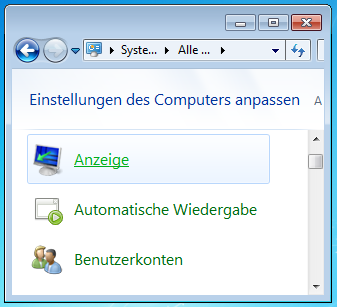 Syste... Alle ...
Einstellungen des Computers anpassen A
Anzeige
Automatische Wiedergabe
Benutzerkonten